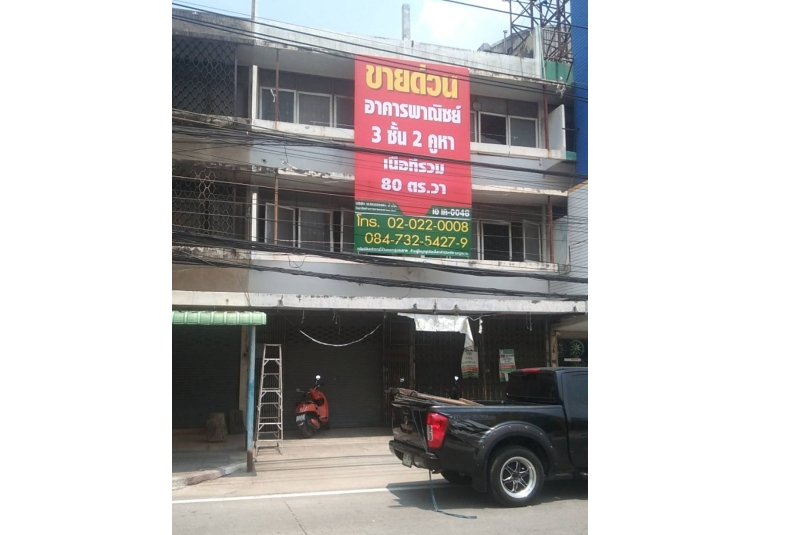 ขายด่วน
อาคารพาณิชย์
3 ชั้น 2 คูหา
เนื้อที่รวม
80 ตร.วา
โทร. 02-022-0008
084-732-5427-9